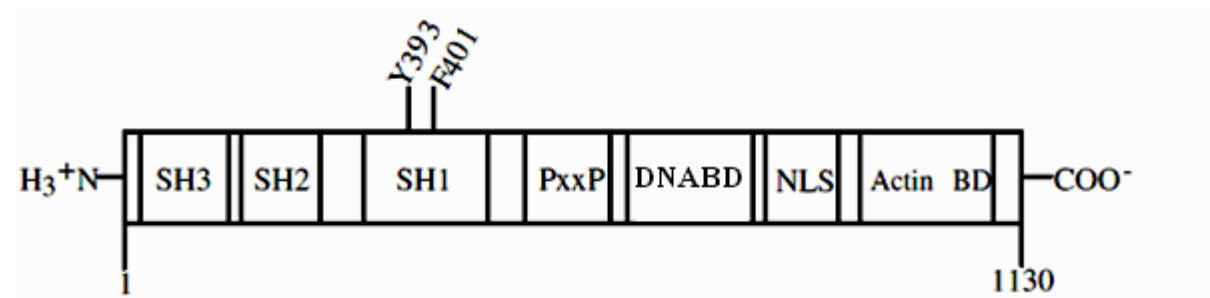 Y393 F401
H₃⁺N SH3 SH2 SH1 PxxP DNABD NLS Actin BD COO⁻
1 1130